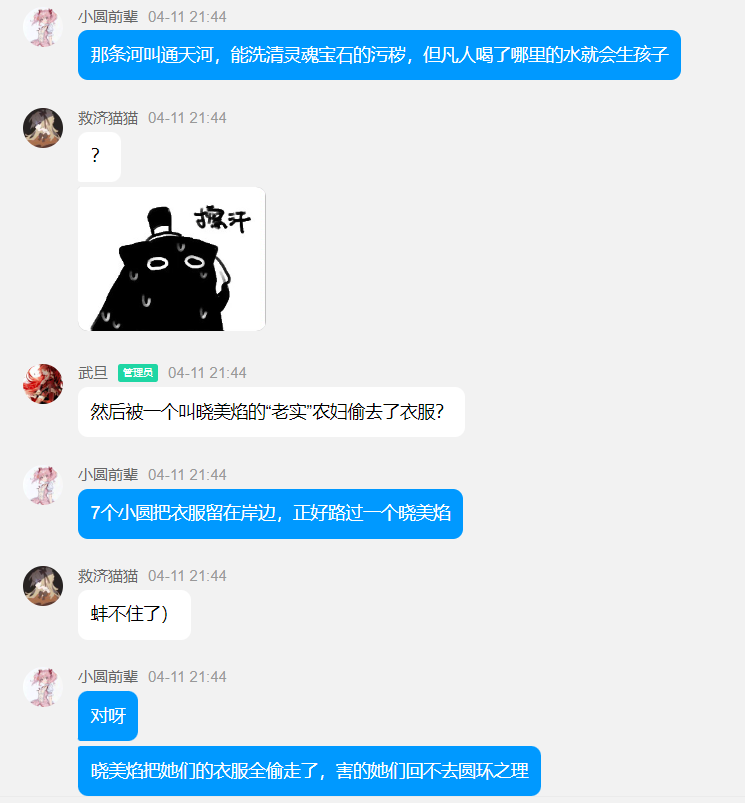 小圆前辈 04-11 21:44
那条河叫通天河，能洗清灵魂宝石的污秽，但凡人喝了哪里的水就会生孩子
救济猫猫 04-11 21:44
？
擦汗
武旦 管理员 04-11 21:44
然后被一个叫晓美焰的“老实”农妇偷去了衣服？
小圆前辈 04-11 21:44
7个小圆把衣服留在岸边，正好路过一个晓美焰
救济猫猫 04-11 21:44
蚌不住了）
小圆前辈 04-11 21:44
对呀
晓美焰把她们的衣服全偷走了，害的她们回不去圆环之理